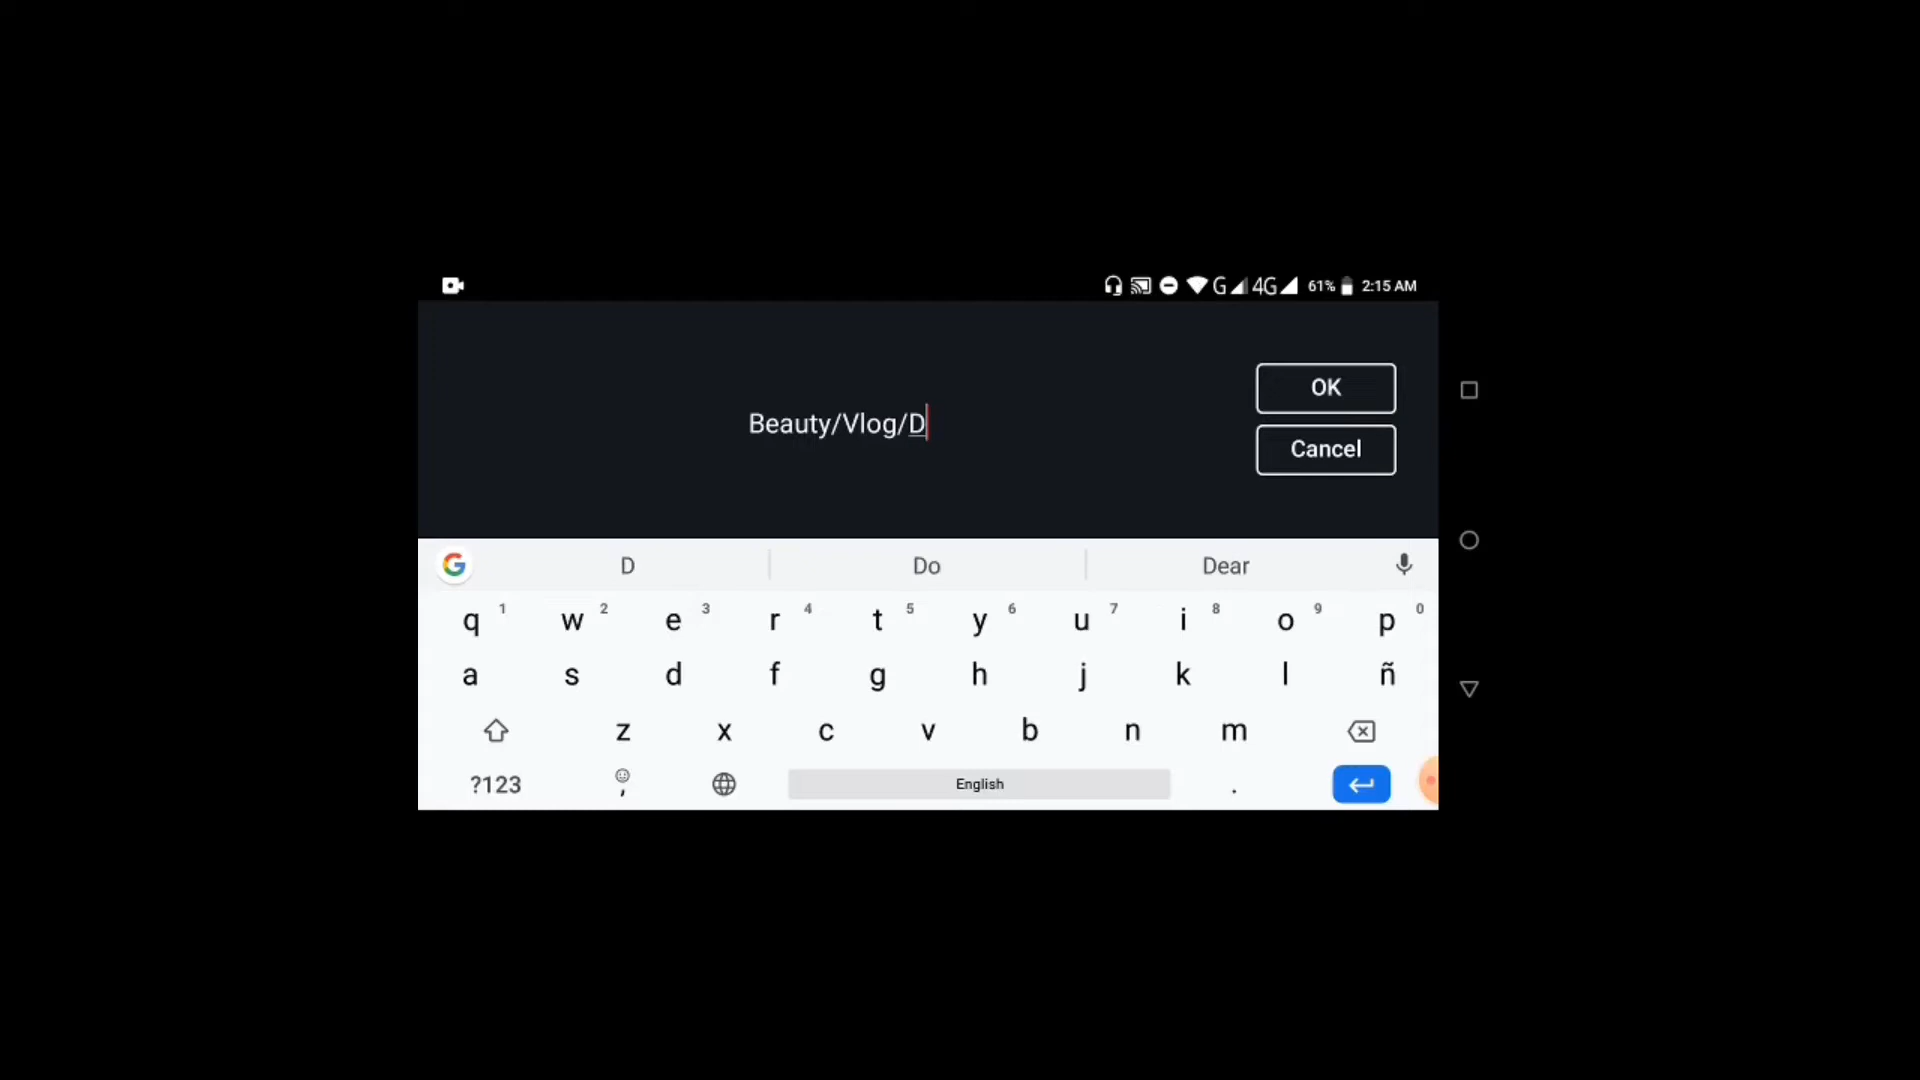 G 4G 61% 2:15 AM
OK
Beauty/Vlog/D
Cancel
D Do Dear
q 1 w 2 e 3 r 4 t 5 y 6 u 7 i 8 o 9 p 0
a s d f g h j k l ñ
z x c v b n m
?123 , English .